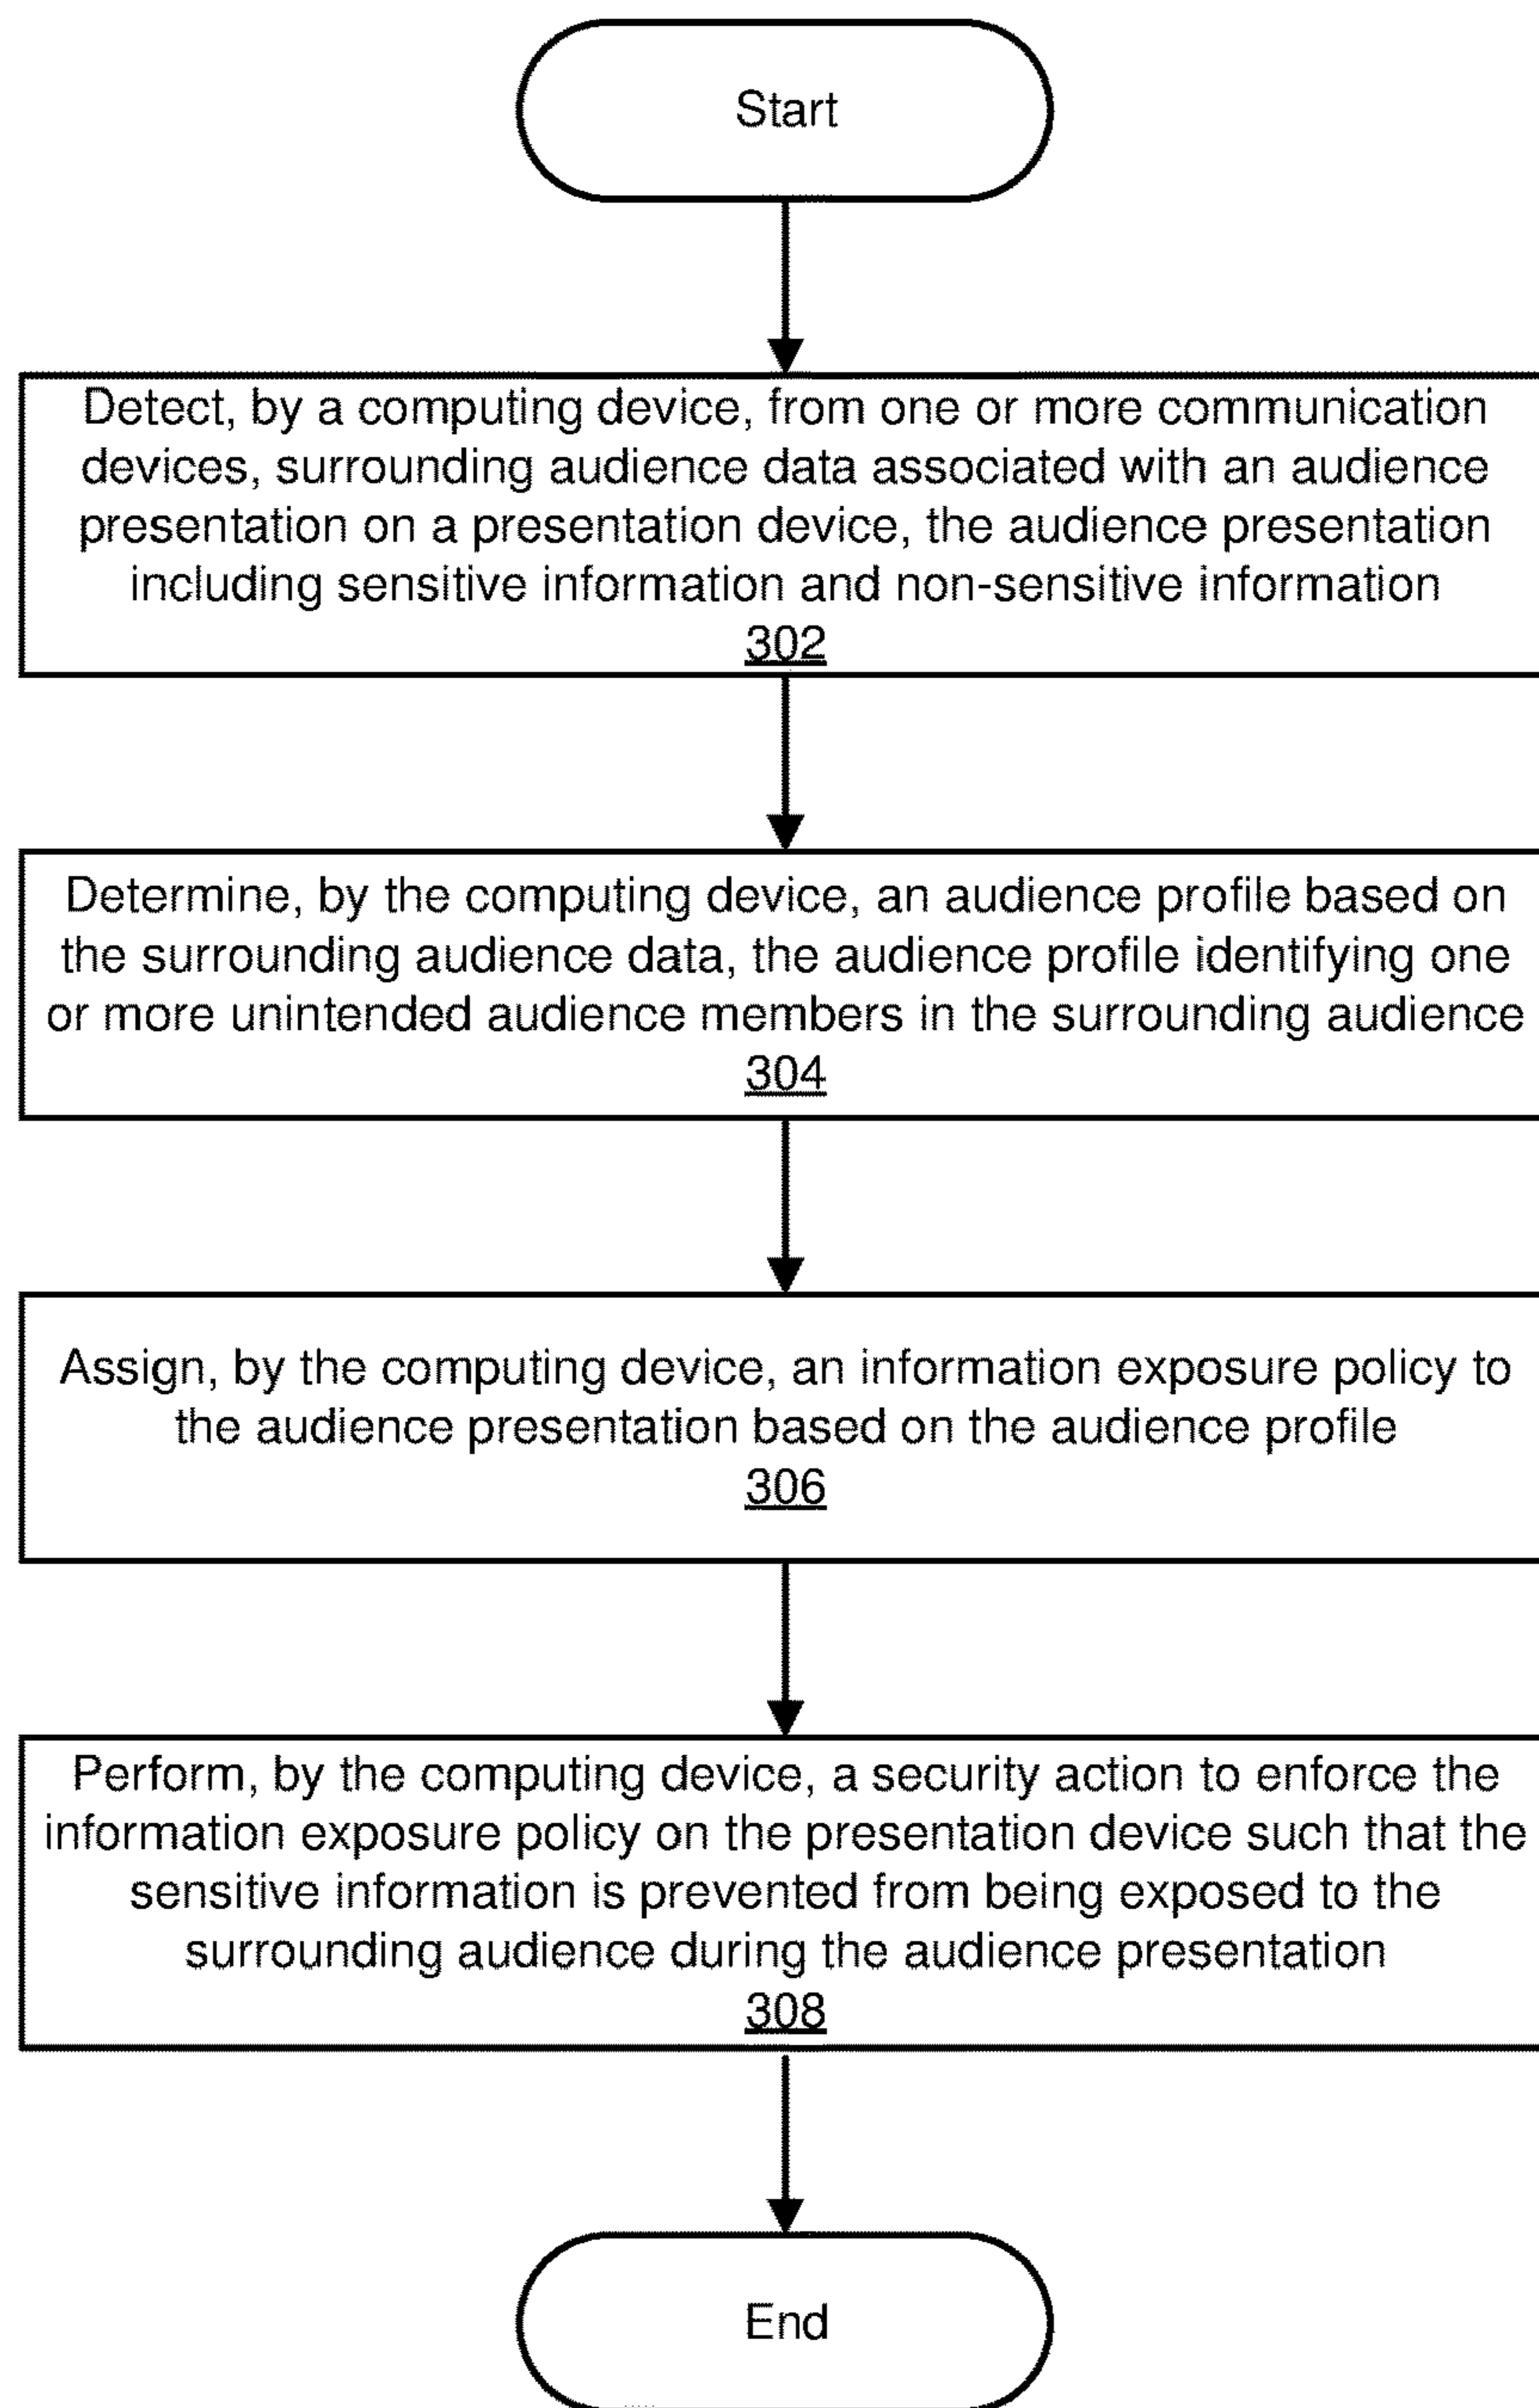 Start
Detect, by a computing device, from one or more communication
devices, surrounding audience data associated with an audience
presentation on a presentation device, the audience presentation
including sensitive information and non-sensitive information
302
Determine, by the computing device, an audience profile based on
the surrounding audience data, the audience profile identifying one
or more unintended audience members in the surrounding audience
304
Assign, by the computing device, an information exposure policy to
the audience presentation based on the audience profile
306
Perform, by the computing device, a security action to enforce the
information exposure policy on the presentation device such that the
sensitive information is prevented from being exposed to the
surrounding audience during the audience presentation
308
End